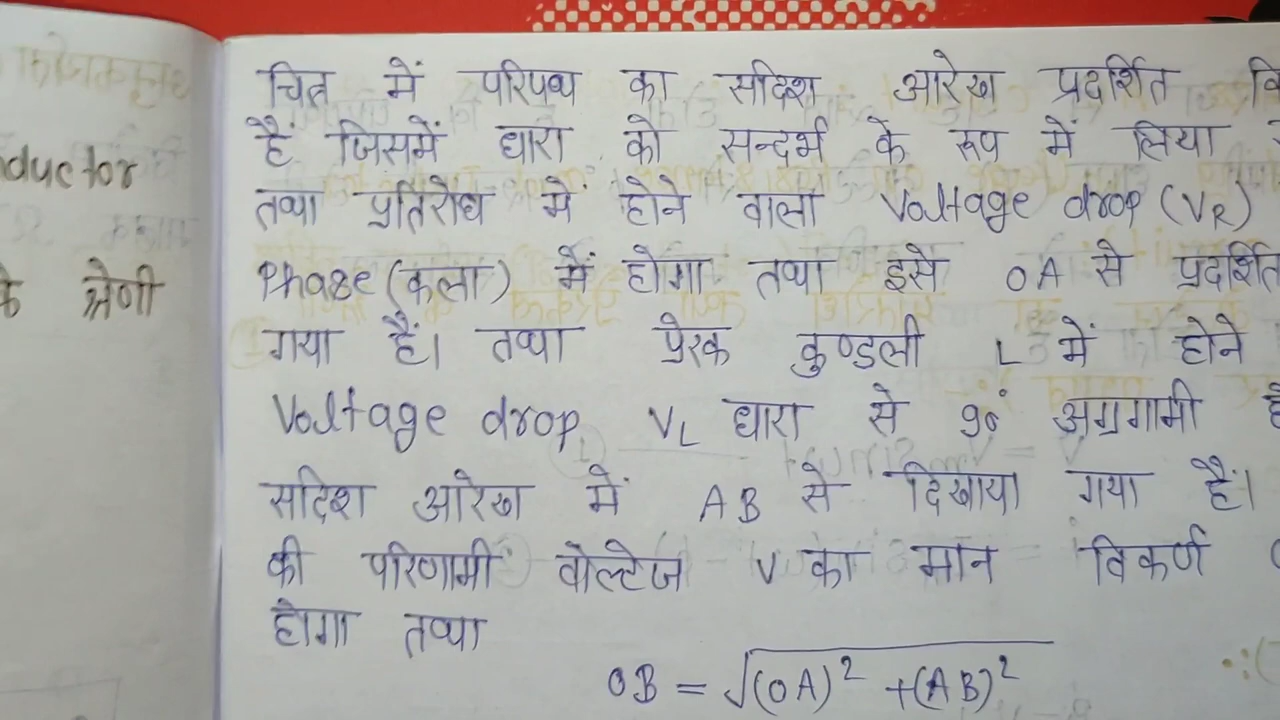 ductor
के श्रेणी
चित्र में परिपथ का सदिश आरेख प्रदर्शित कि
हैं जिसमें धारा को सन्दर्भ के रूप में लिया
तथा प्रतिरोध में होने वाला Voltage drop (VR)
Phase (कला) में होगा तथा इसे OA से प्रदर्शित
गया हैं। तथा प्रेरक कुण्डली L में होने
Voltage drop VL धारा से 90° अग्रगामी है
सदिश आरेख में AB से दिखाया गया हैं।
की परिणामी वोल्टेज V का मान विकर्ण
होगा तथा
OB = √(OA)² + (AB)²